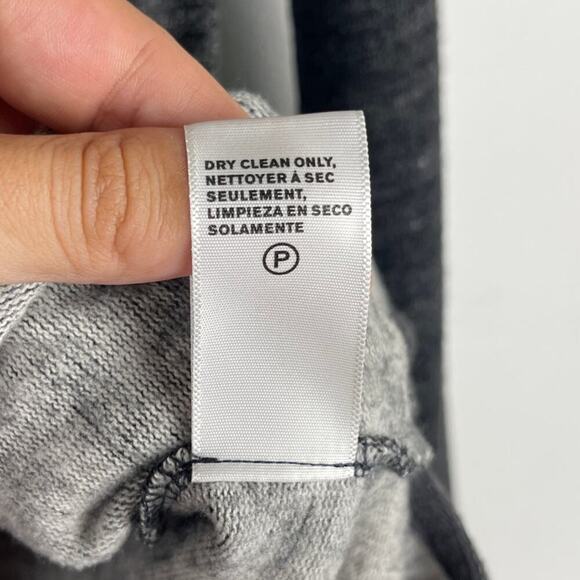 DRY CLEAN ONLY,
NETTOYER À SEC
SEULEMENT,
LIMPIEZA EN SECO
SOLAMENTE
P